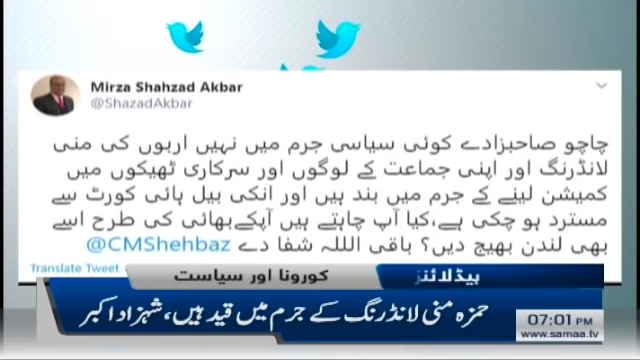 Mirza Shahzad Akbar
@ShazadAkbar
چاچو صاحبزادے کوئی سیاسی جرم میں نہیں اربوں کی منی
لانڈرنگ اور اپنی جماعت کے لوگوں اور سرکاری ٹھیکوں میں
کمیشن لینے کے جرم میں بند ہیں اور انکی بیل ہائی کورٹ سے
مسترد ہو چکی ہے،کیا آپ چاہتے ہیں آپکے بھائی کی طرح اسے
بھی لندن بھیچ دیں؟ باقی الللہ شفا دے @CMShehbaz
Translate Tweet
کورونا اور سیاست
ہیڈلائنز
حمزہ منی لانڈرنگ کے جرم میں قید ہیں، شہزاد اکبر
07:01 PM
www.samaa.tv